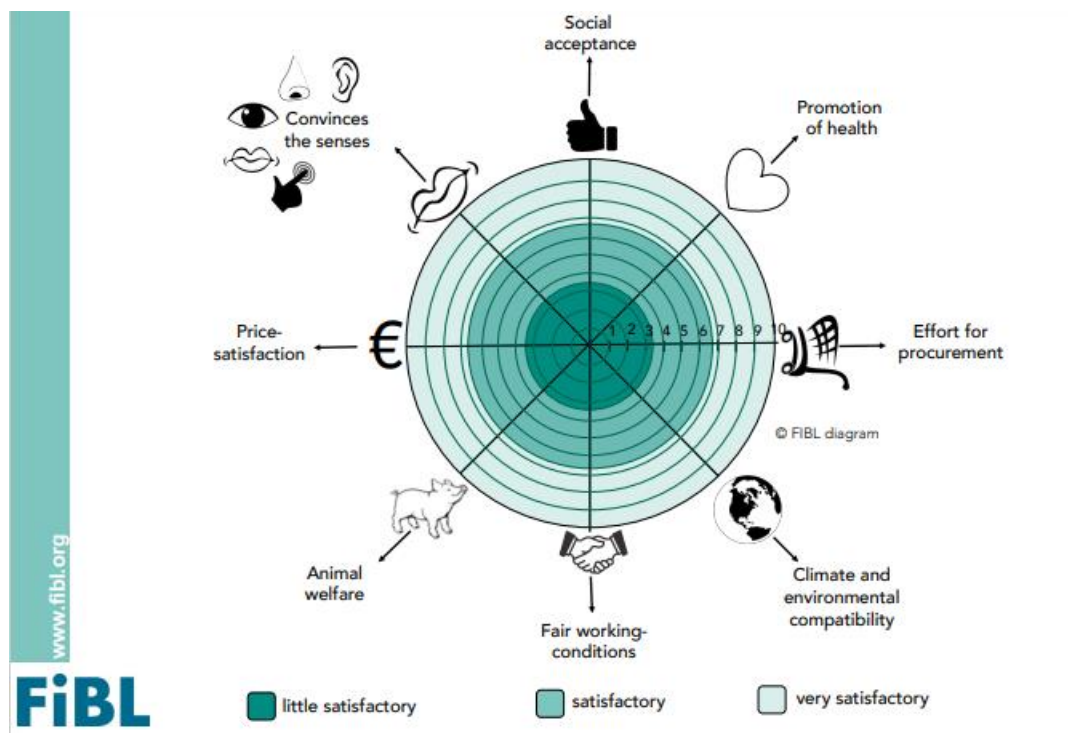 Social
acceptance
Convinces
the senses
Promotion
of health
Price-
satisfaction
€
1 2 3 4 5 6 7 8 9 10
Effort for
procurement
© FIBL diagram
Animal
welfare
Fair working-
conditions
Climate and
environmental
compatibility
www.fibl.org
FiBL
little satisfactory
satisfactory
very satisfactory